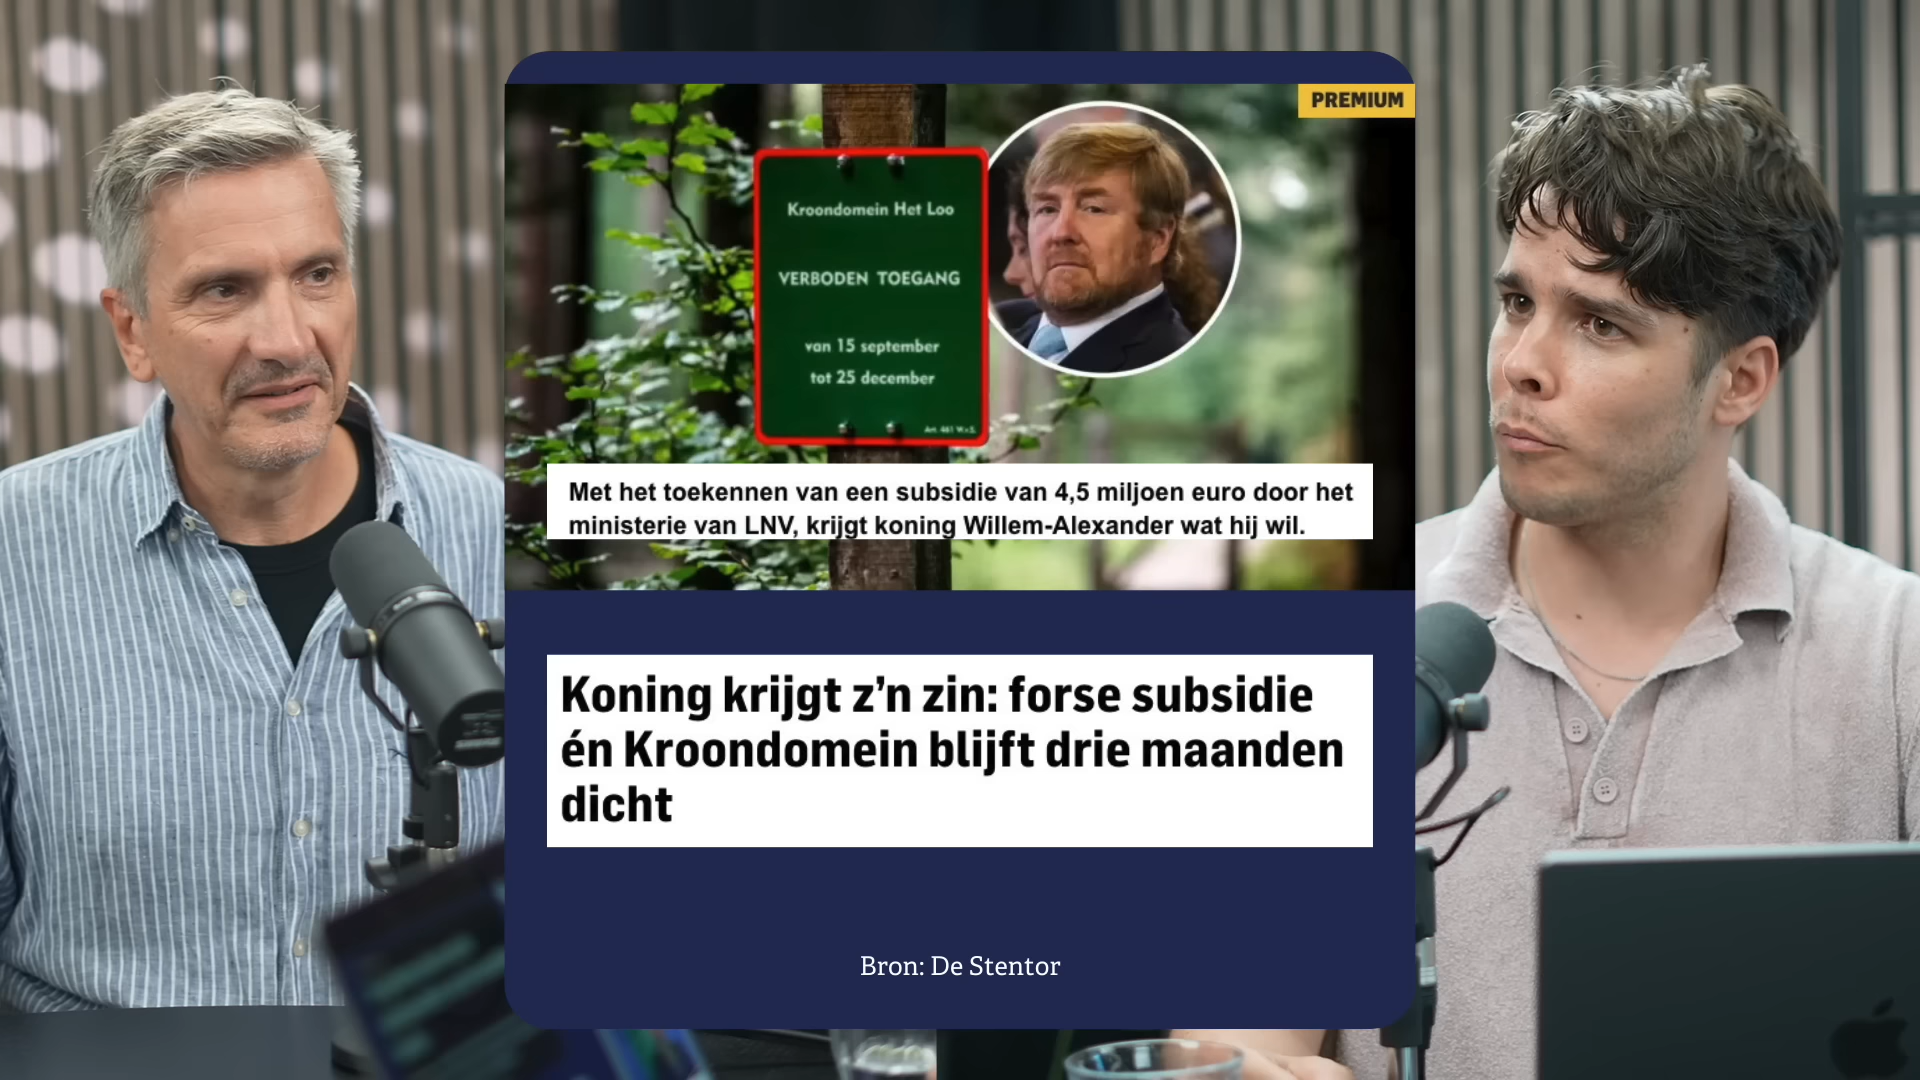 PREMIUM
Kroondomein Het Loo
VERBODEN TOEGANG
van 15 september
tot 25 december
Art. 461 W.v.S.
Met het toekennen van een subsidie van 4,5 miljoen euro door het
ministerie van LNV, krijgt koning Willem-Alexander wat hij wil.
Koning krijgt z’n zin: forse subsidie
én Kroondomein blijft drie maanden
dicht
Bron: De Stentor